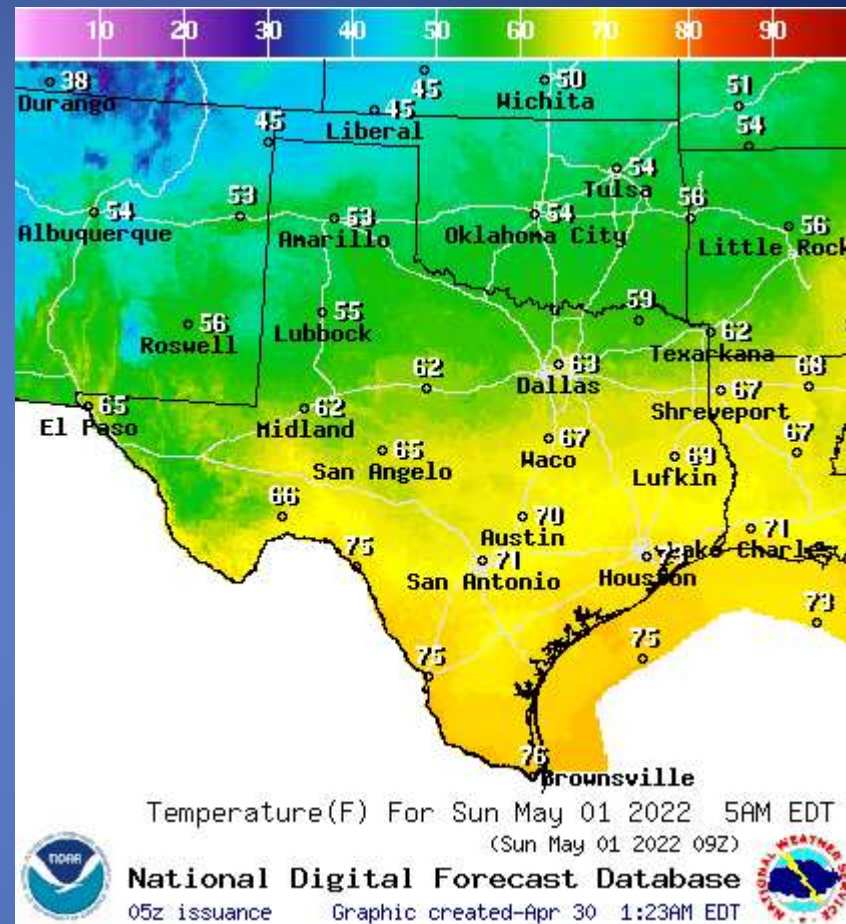 10 20 30 40 50 60 70 80 90
38
Durango
45
50
Wichita
51
45
Liberal
45
54
54
Tulsa
54
Albuquerque
53
53
Amarillo
54
Oklahoma City
56
56
Little Rock
56
Roswell
55
Lubbock
59
62
Texarkana
63
Dallas
62
68
67
Shreveport
65
El Paso
62
Midland
65
San Angelo
67
Waco
69
Lufkin
67
66
70
Austin
71
Lake Charles
75
71
San Antonio
Houston
73
75
75
76
Brownsville
Temperature(F) For Sun May 01 2022 5AM EDT
(Sun May 01 2022 09Z)
National Digital Forecast Database
05z issuance Graphic created-Apr 30 1:23AM EDT
NOAA
NATIONAL WEATHER SERVICE